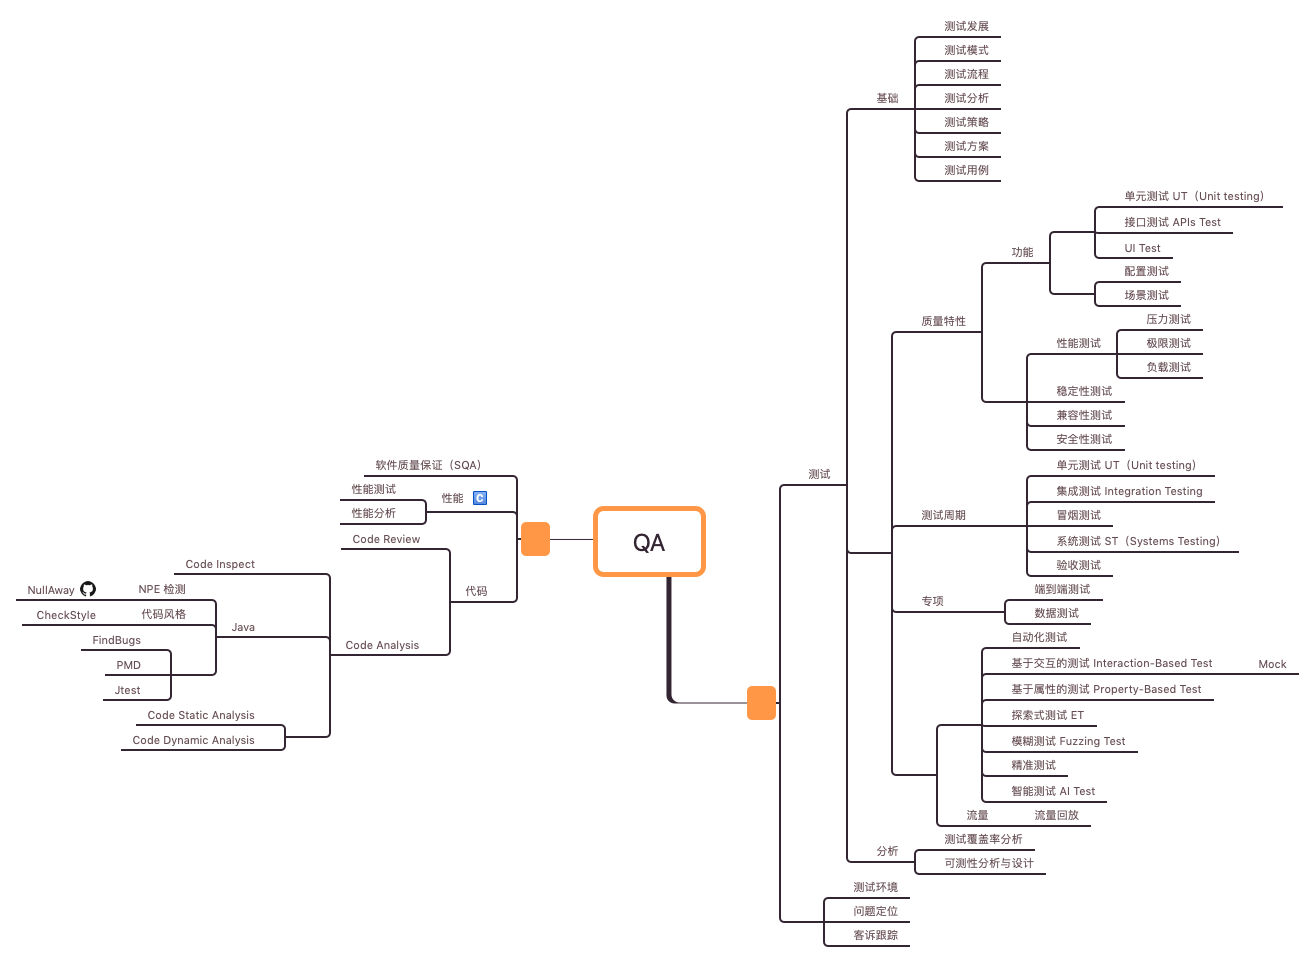 QA
软件质量保证（SQA）
性能 C
性能测试
性能分析
代码
Code Review
Code Analysis
Code Inspect
Java
NPE 检测
NullAway
代码风格
CheckStyle
FindBugs
PMD
Jtest
Code Static Analysis
Code Dynamic Analysis
测试
基础
测试发展
测试模式
测试流程
测试分析
测试策略
测试方案
测试用例
质量特性
功能
单元测试 UT（Unit testing）
接口测试 APIs Test
UI Test
配置测试
场景测试
性能测试
压力测试
极限测试
负载测试
稳定性测试
兼容性测试
安全性测试
测试周期
单元测试 UT（Unit testing）
集成测试 Integration Testing
冒烟测试
系统测试 ST（Systems Testing）
验收测试
专项
端到端测试
数据测试
自动化测试
基于交互的测试 Interaction-Based Test
Mock
基于属性的测试 Property-Based Test
探索式测试 ET
模糊测试 Fuzzing Test
精准测试
智能测试 AI Test
流量
流量回放
分析
测试覆盖率分析
可测性分析与设计
测试环境
问题定位
客诉跟踪